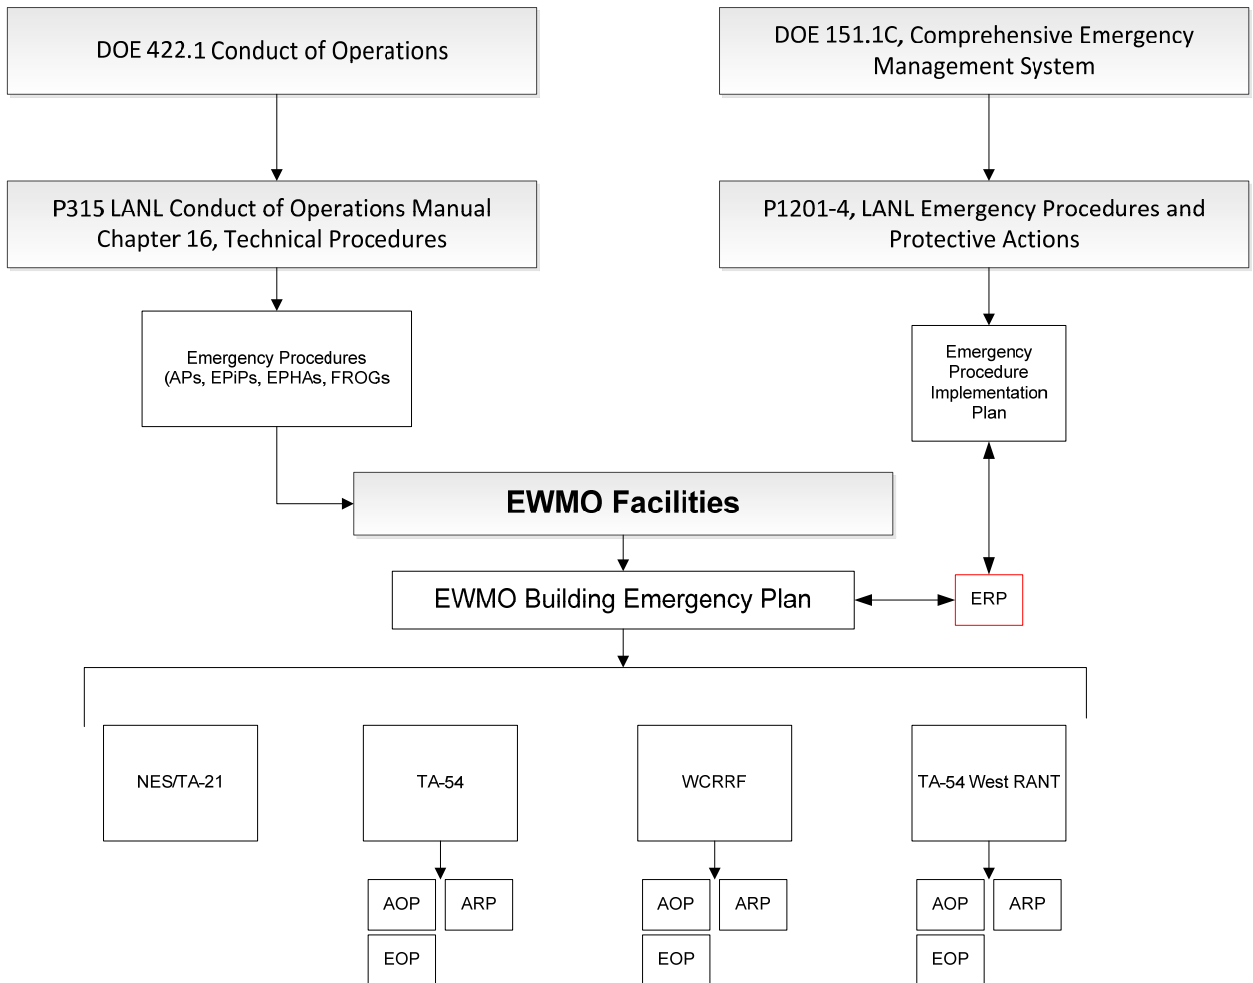 DOE 422.1 Conduct of Operations
DOE 151.1C, Comprehensive Emergency
Management System
P315 LANL Conduct of Operations Manual
Chapter 16, Technical Procedures
P1201-4, LANL Emergency Procedures and
Protective Actions
Emergency Procedures
(APs, EPiPs, EPHAs, FROGs
Emergency
Procedure
Implementation
Plan
EWMO Facilities
EWMO Building Emergency Plan
ERP
NES/TA-21
TA-54
WCRRF
TA-54 West RANT
AOP
ARP
AOP
ARP
AOP
ARP
EOP
EOP
EOP